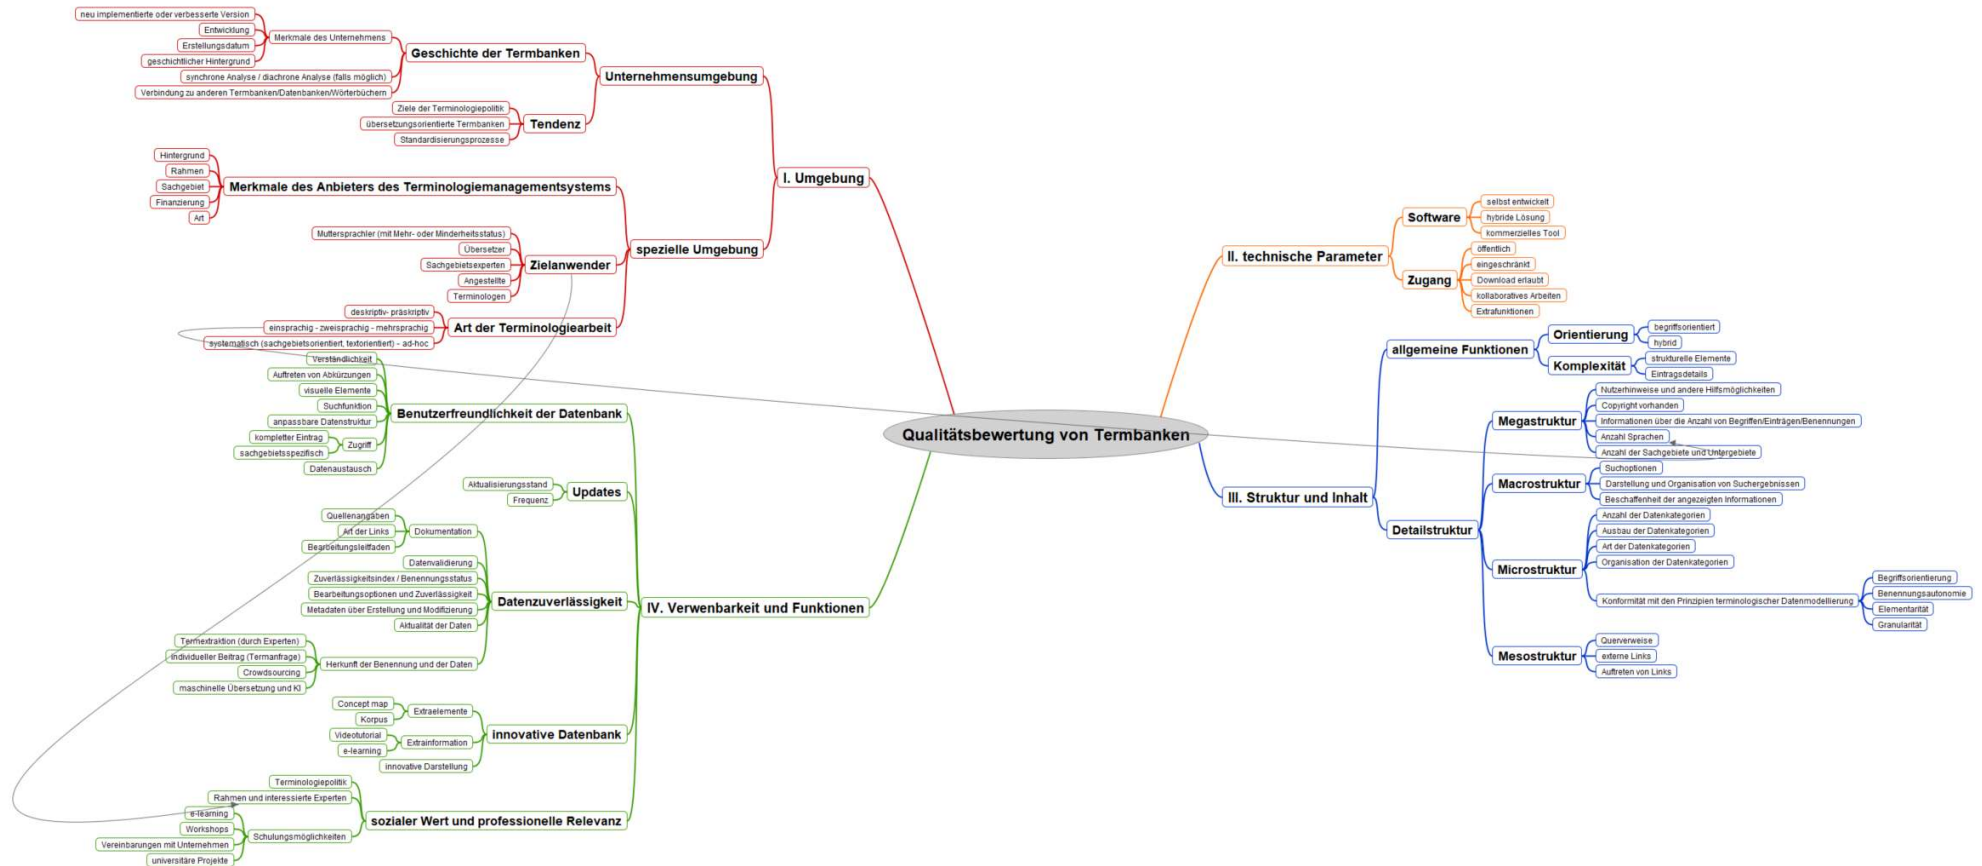 Qualitätsbewertung von Termbanken
I. Umgebung
Unternehmensumgebung
Geschichte der Termbanken
Merkmale des Unternehmens
neu implementierte oder verbesserte Version
Entwicklung
Erstellungsdatum
geschichtlicher Hintergrund
synchrone Analyse / diachrone Analyse (falls möglich)
Verbindung zu anderen Termbanken/Datenbanken/Wörterbüchern
Tendenz
Ziele der Terminologiepolitik
übersetzungsorientierte Termbanken
Standardisierungsprozesse
spezielle Umgebung
Merkmale des Anbieters des Terminologiemanagementsystems
Hintergrund
Rahmen
Sachgebiet
Finanzierung
Art
Zielanwender
Muttersprachler (mit Mehr- oder Minderheitsstatus)
Übersetzer
Sachgebietsexperten
Angestellte
Terminologen
Art der Terminologiearbeit
deskriptiv- präskriptiv
einsprachig - zweisprachig - mehrsprachig
systematisch (sachgebietsorientiert, textorientiert) – ad-hoc
II. technische Parameter
Software
selbst entwickelt
hybride Lösung
kommerzielles Tool
Zugang
öffentlich
eingeschränkt
Download erlaubt
kollaboratives Arbeiten
Extrafunktionen
III. Struktur und Inhalt
allgemeine Funktionen
Orientierung
begriffsorientiert
hybrid
Komplexität
strukturelle Elemente
Eintragsdetails
Detailstruktur
Megastruktur
Nutzerhinweise und andere Hilfsmöglichkeiten
Copyright vorhanden
Informationen über die Anzahl von Begriffen/Einträgen/Benennungen
Anzahl Sprachen
Anzahl der Sachgebiete und Untergebiete
Macrostruktur
Suchoptionen
Darstellung und Organisation von Suchergebnissen
Beschaffenheit der angezeigten Informationen
Microstruktur
Anzahl der Datenkategorien
Ausbau der Datenkategorien
Art der Datenkategorien
Organisation der Datenkategorien
Konformität mit den Prinzipien terminologischer Datenmodellierung
Begriffsorientierung
Benennungsautonomie
Elementarität
Granularität
Mesostruktur
Querverweise
externe Links
Auftreten von Links
IV. Verwenbarkeit und Funktionen
Benutzerfreundlichkeit der Datenbank
Verständlichkeit
Auftreten von Abkürzungen
visuelle Elemente
Suchfunktion
anpassbare Datenstruktur
Zugriff
kompletter Eintrag
sachgebietsspezifisch
Datenaustausch
Updates
Aktualisierungsstand
Frequenz
Datenzuverlässigkeit
Dokumentation
Quellenangaben
Art der Links
Bearbeitungsleitfaden
Datenvalidierung
Zuverlässigkeitsindex / Benennungsstatus
Bearbeitungsoptionen und Zuverlässigkeit
Metadaten über Erstellung und Modifizierung
Aktualität der Daten
Herkunft der Benennung und der Daten
Termextraktion (durch Experten)
individueller Beitrag (Termanfrage)
Crowdsourcing
maschinelle Übersetzung und KI
innovative Datenbank
Extraelemente
Concept map
Korpus
Extrainformation
Videotutorial
e-learning
innovative Darstellung
sozialer Wert und professionelle Relevanz
Terminologiepolitik
Rahmen und interessierte Experten
Schulungsmöglichkeiten
e-learning
Workshops
Vereinbarungen mit Unternehmen
universitäre Projekte